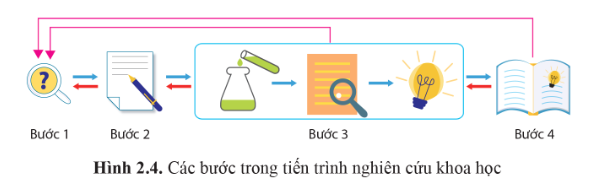 ?
Bước 1 Bước 2 Bước 3 Bước 4
Hình 2.4. Các bước trong tiến trình nghiên cứu khoa học